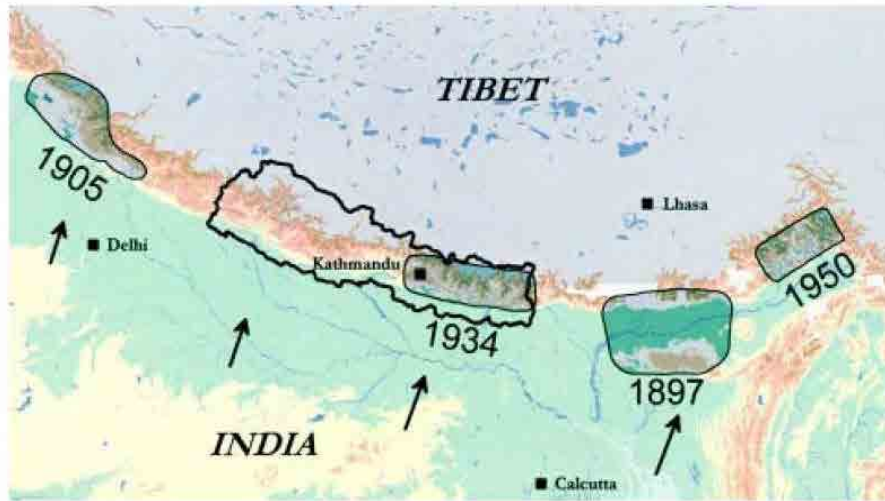 TIBET
1905
Lhasa
Delhi
Kathmandu
1950
1934
1897
INDIA
Calcutta